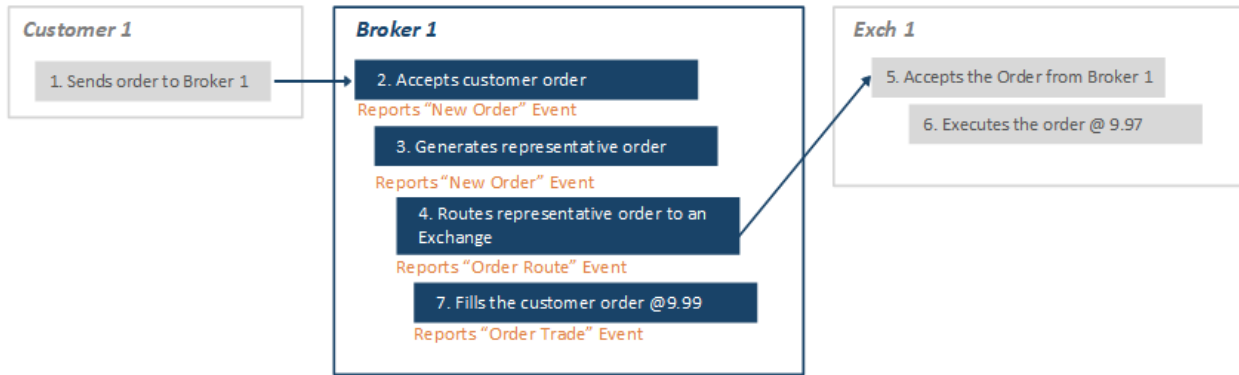 Customer 1
1. Sends order to Broker 1
Broker 1
2. Accepts customer order
Reports “New Order” Event
3. Generates representative order
Reports “New Order” Event
4. Routes representative order to an
Exchange
Reports “Order Route” Event
7. Fills the customer order @9.99
Reports “Order Trade” Event
Exch 1
5. Accepts the Order from Broker 1
6. Executes the order @ 9.97